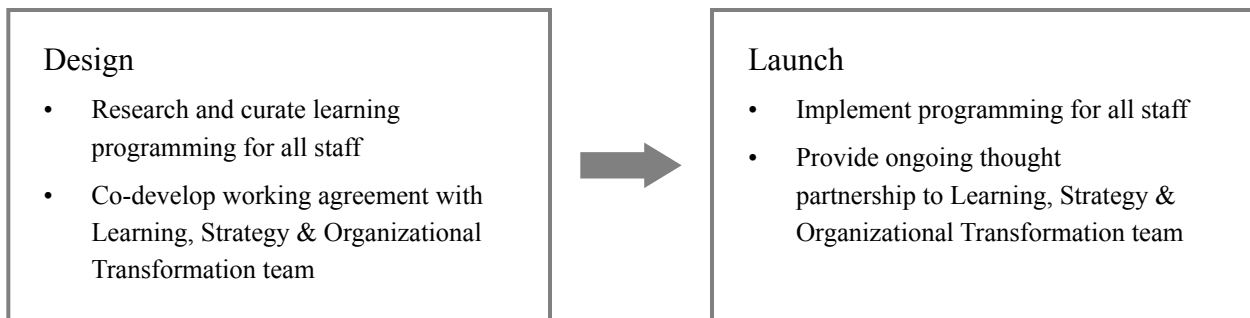 Design
• Research and curate learning
programming for all staff
• Co-develop working agreement with
Learning, Strategy & Organizational
Transformation team
Launch
• Implement programming for all staff
• Provide ongoing thought
partnership to Learning, Strategy &
Organizational Transformation team